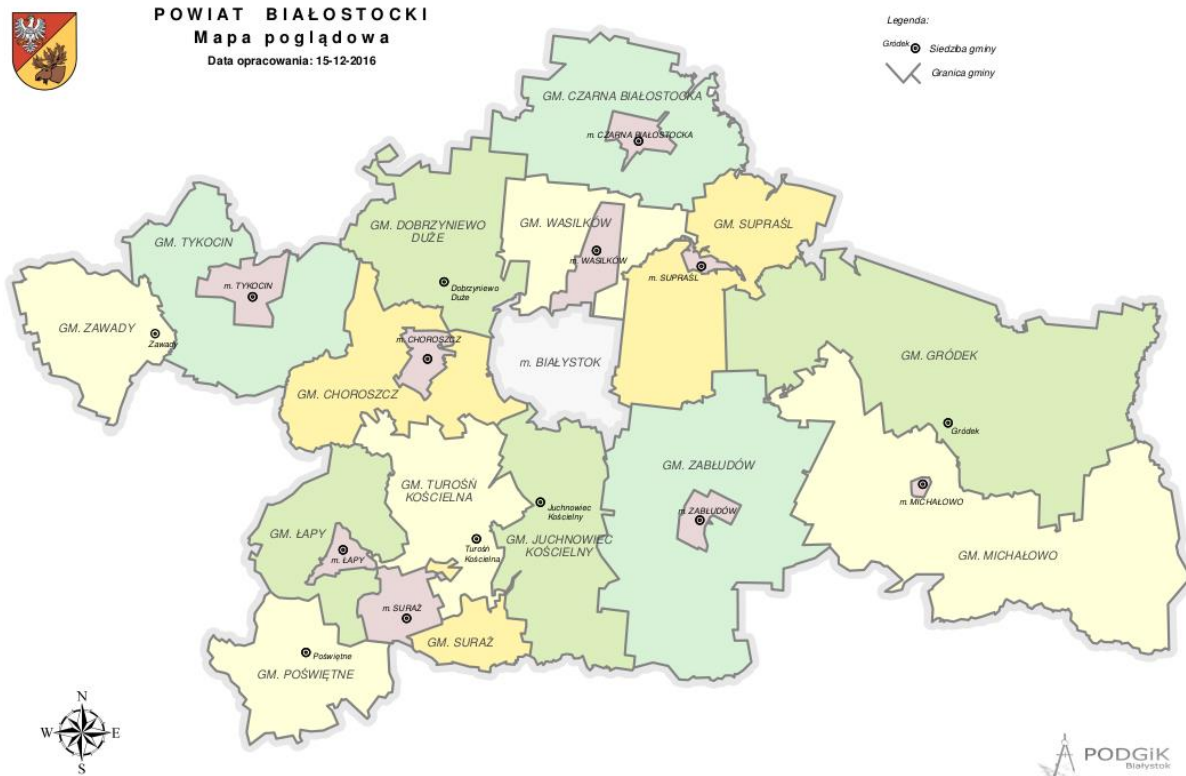 POWIAT BIAŁOSTOCKI
Mapa poglądowa
Data opracowania: 15-12-2016
Legenda:
Gródek
Siedziba gminy
Granica gminy
GM. CZARNA BIAŁOSTOCKA
m. CZARNA BIAŁOSTOCKA
GM. DOBRZYNIEWO
DUŻE
GM. WASILKÓW
GM. SUPRAŚL
GM. TYKOCIN
m. WASILKÓW
m. SUPRAŚL
m. TYKOCIN
Dobrzyniewo
Duże
GM. ZAWADY
Zawady
m. CHOROSZCZ
m. BIAŁYSTOK
GM. GRÓDEK
GM. CHOROSZCZ
Gródek
GM. ZABŁUDÓW
GM. TUROŚŃ
KOŚCIELNA
m. MICHAŁOWO
Juchnowiec
Kościelny
m. ZABŁUDÓW
GM. ŁAPY
GM. JUCHNOWIEC
KOŚCIELNY
Turośń
Kościelna
m. ŁAPY
GM. MICHAŁOWO
m. SURAŻ
GM. SURAŻ
Poświętne
GM. POŚWIĘTNE
N
W
E
S
PODGiK
Białystok